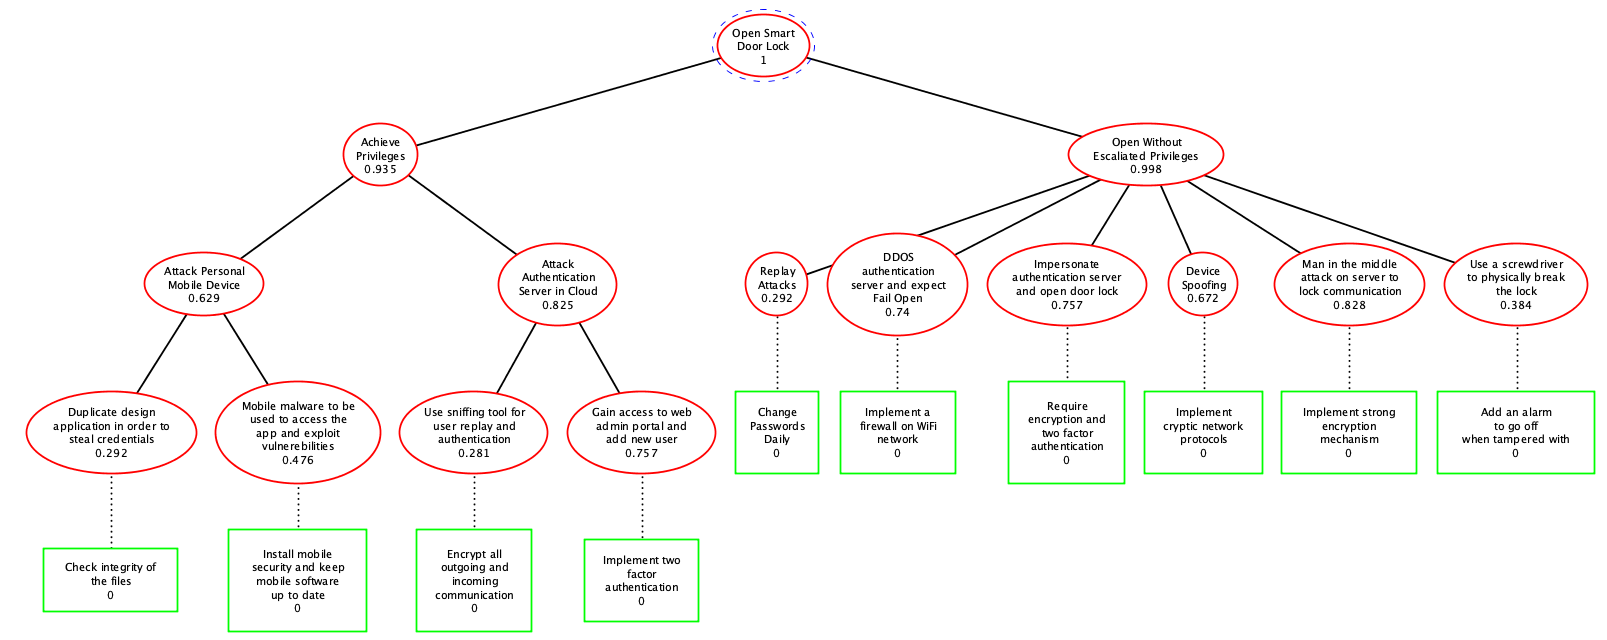 Open Smart
Door Lock
1
Achieve
Privileges
0.935
Open Without
Escaliated Privileges
0.998
Attack Personal
Mobile Device
0.629
Attack
Authentication
Server in Cloud
0.825
Replay
Attacks
0.292
DDOS
authentication
server and expect
Fail Open
0.74
Impersonate
authentication server
and open door lock
0.757
Device
Spoofing
0.672
Man in the middle
attack on server to
lock communication
0.828
Use a screwdriver
to physically break
the lock
0.384
Duplicate design
application in order to
steal credentials
0.292
Mobile malware to be
used to access the
app and exploit
vulnerebilities
0.476
Use sniffing tool for
user replay and
authentication
0.281
Gain access to web
admin portal and
add new user
0.757
Change
Passwords
Daily
0
Implement a
firewall on WiFi
network
0
Require
encryption and
two factor
authentication
0
Implement
cryptic network
protocols
0
Implement strong
encryption
mechanism
0
Add an alarm
to go off
when tampered with
0
Check integrity of
the files
0
Install mobile
security and keep
mobile software
up to date
0
Encrypt all
outgoing and
incoming
communication
0
Implement two
factor
authentication
0